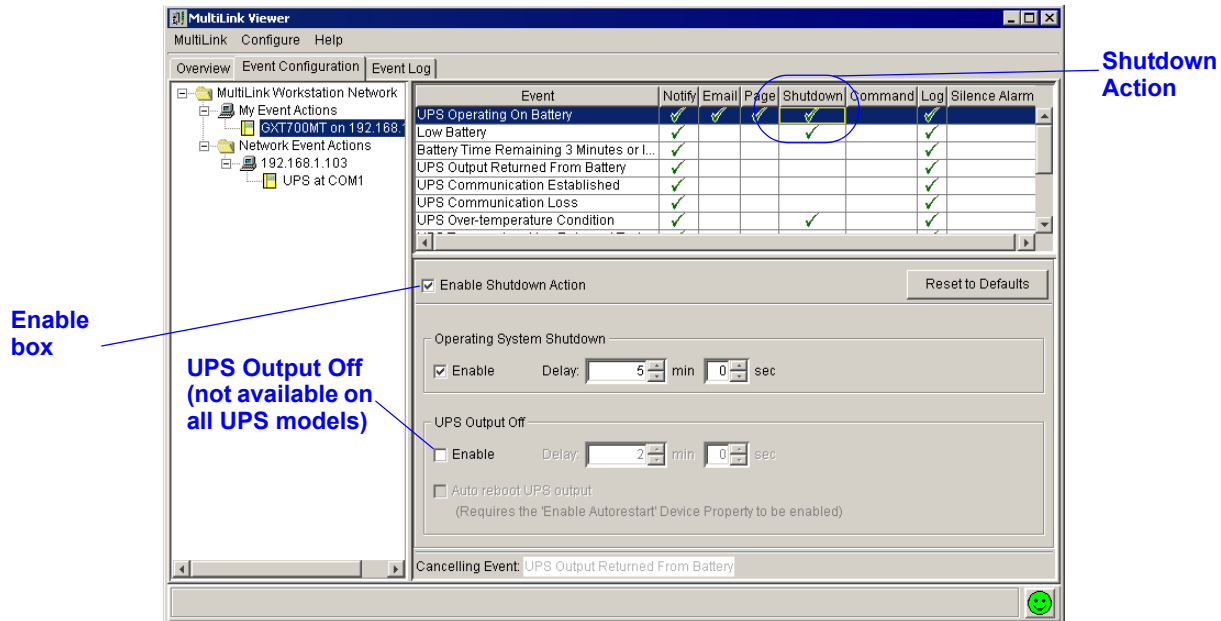 MultiLink Viewer
MultiLink Configure Help
Overview Event Configuration Event Log
MultiLink Workstation Network
My Event Actions
GXT700MT on 192.168.
Network Event Actions
192.168.1.103
UPS at COM1
Event Notify Email Page Shutdown Command Log Silence Alarm
UPS Operating On Battery
Low Battery
Battery Time Remaining 3 Minutes or l...
UPS Output Returned From Battery
UPS Communication Established
UPS Communication Loss
UPS Over-temperature Condition
Shutdown
Action
Enable Shutdown Action Reset to Defaults
Enable
box
Operating System Shutdown
Enable Delay: 5 min 0 sec
UPS Output Off
(not available on
all UPS models)
UPS Output Off
Enable Delay: 2 min 0 sec
Auto reboot UPS output
(Requires the 'Enable Autorestart' Device Property to be enabled)
Cancelling Event: UPS Output Returned From Battery